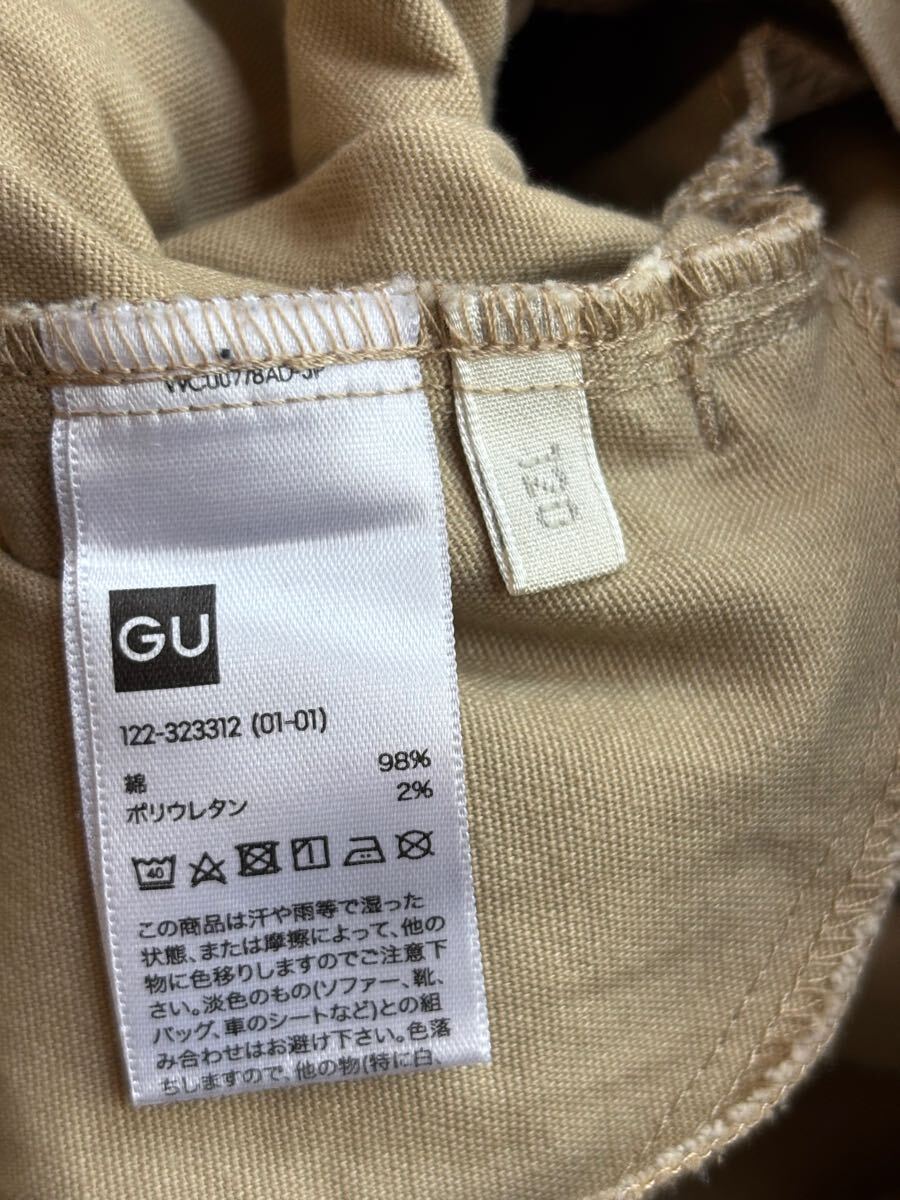 GU
122-323312 (01-01)
綿 98%
ポリウレタン 2%
40
この商品は汗や雨等で湿った
状態、または摩擦によって、他の
物に色移りしますのでご注意下
さい。淡色のもの(ソファー、靴、
バッグ、車のシートなど)との組
み合わせはお避け下さい。色落
ちしますので、他の物(特に白、
120